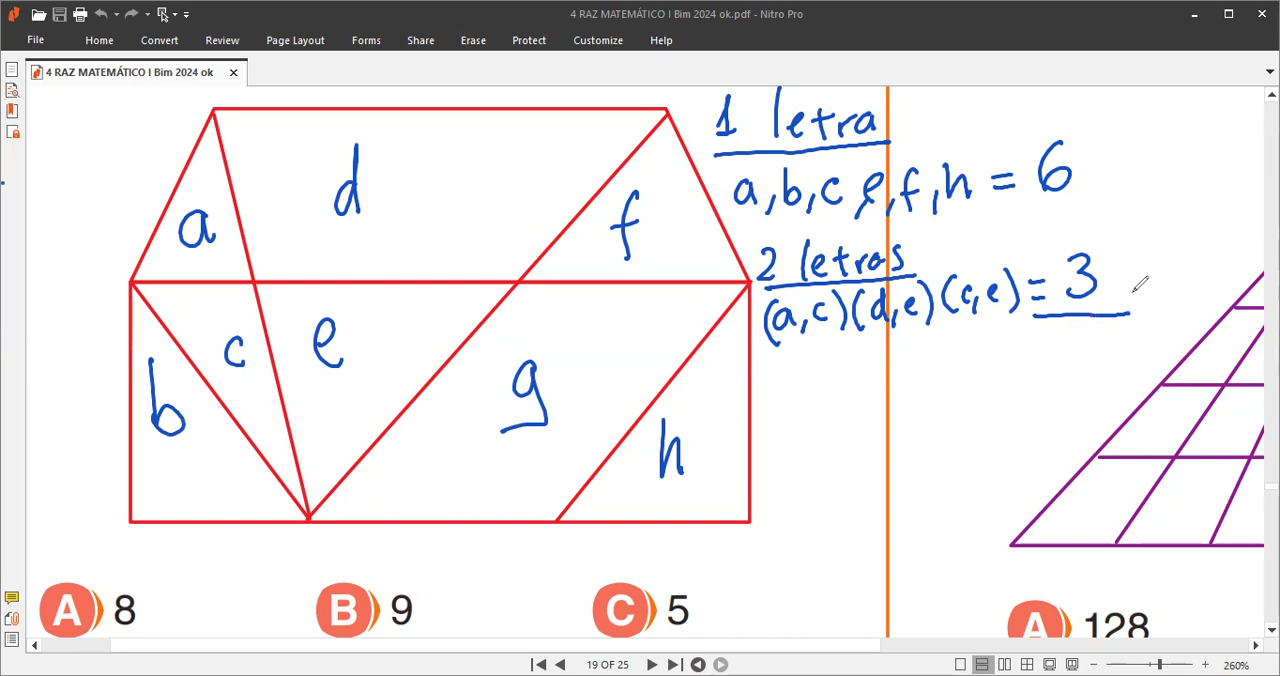 4 RAZ MATEMÁTICO I Bim 2024 ok.pdf - Nitro Pro
File Home Convert Review Page Layout Forms Share Erase Protect Customize Help
4 RAZ MATEMÁTICO I Bim 2024 ok
1 letra
a, b, c, e, f, h = 6
2 letras
(a, c) (d, e) (c, e) = 3
d
a
f
e
c
g
b
h
A 8
B 9
C 5
A 128
19 OF 25
260%